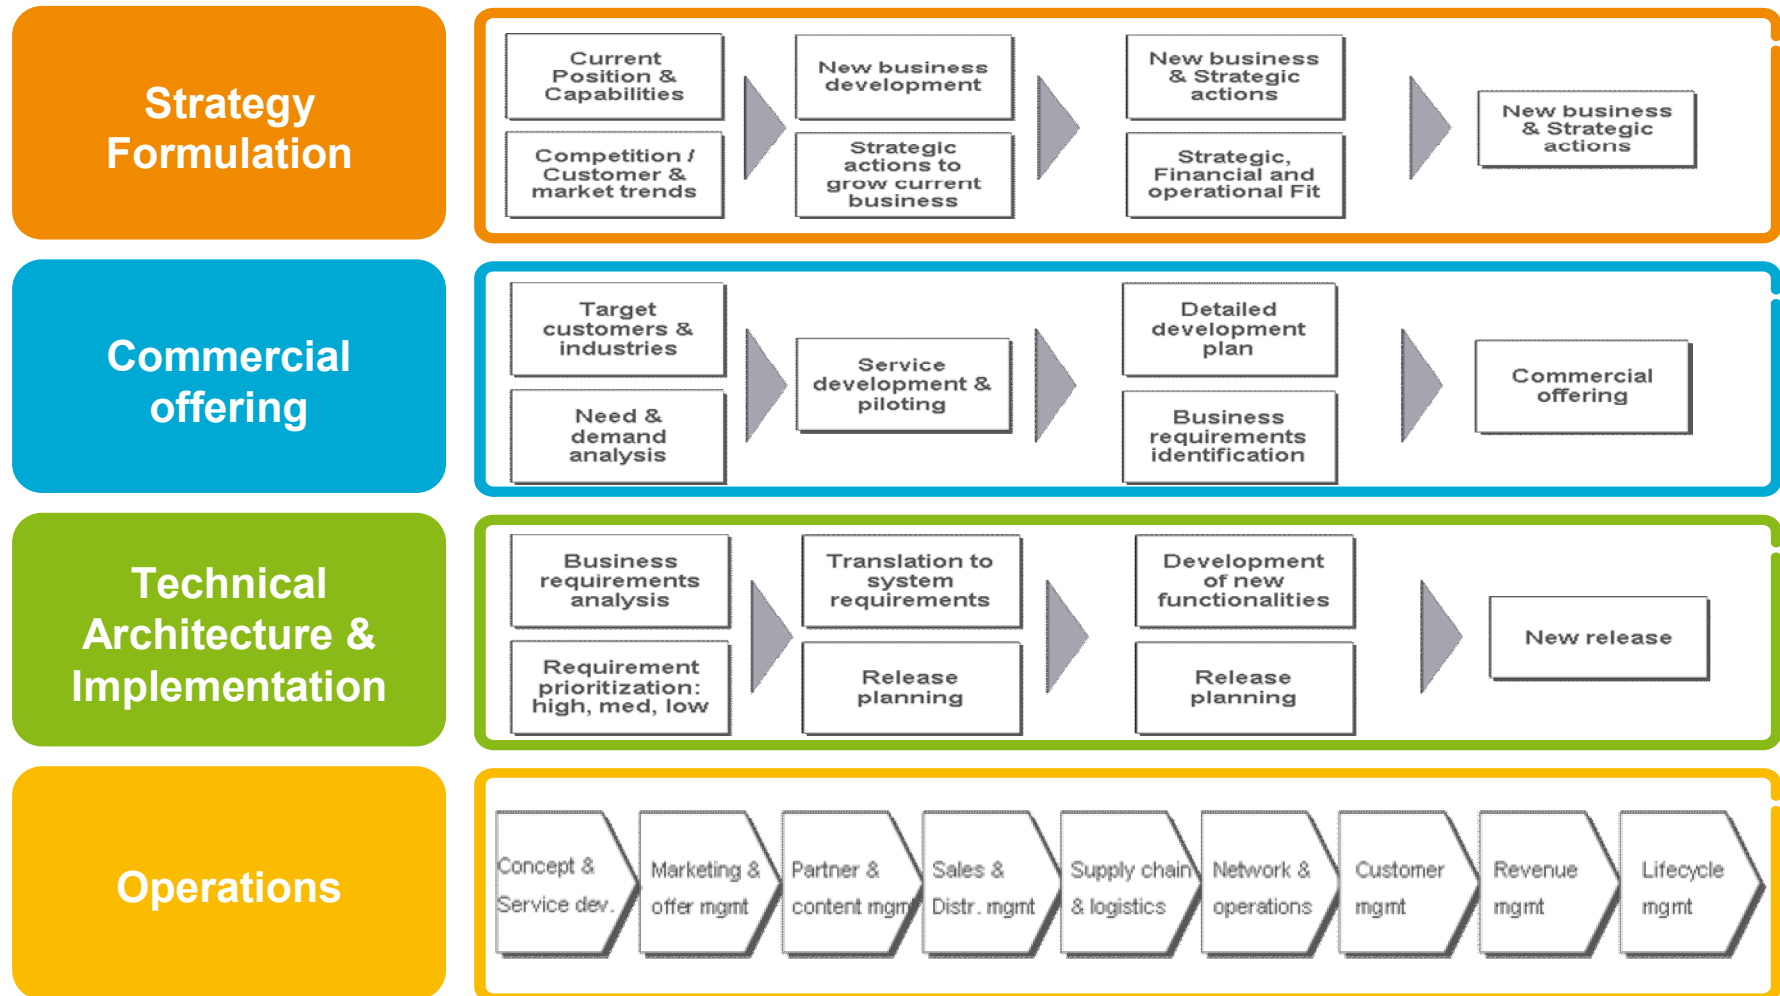 Strategy
Formulation
Current
Position &
Capabilities
Competition /
Customer &
market trends
New business
development
Strategic
actions to
grow current
business
New business
& Strategic
actions
Strategic,
Financial and
operational Fit
New business
& Strategic
actions
Commercial
offering
Target
customers &
industries
Need &
demand
analysis
Service
development &
piloting
Detailed
development
plan
Business
requirements
identification
Commercial
offering
Technical
Architecture &
Implementation
Business
requirements
analysis
Requirement
prioritization:
high, med, low
Translation to
system
requirements
Release
planning
Development
of new
functionalities
Release
planning
New release
Operations
Concept &
Service dev.
Marketing &
offer mgmt
Partner &
content mgmt
Sales &
Distr. mgmt
Supply chain
& logistics
Network &
operations
Customer
mgmt
Revenue
mgmt
Lifecycle
mgmt